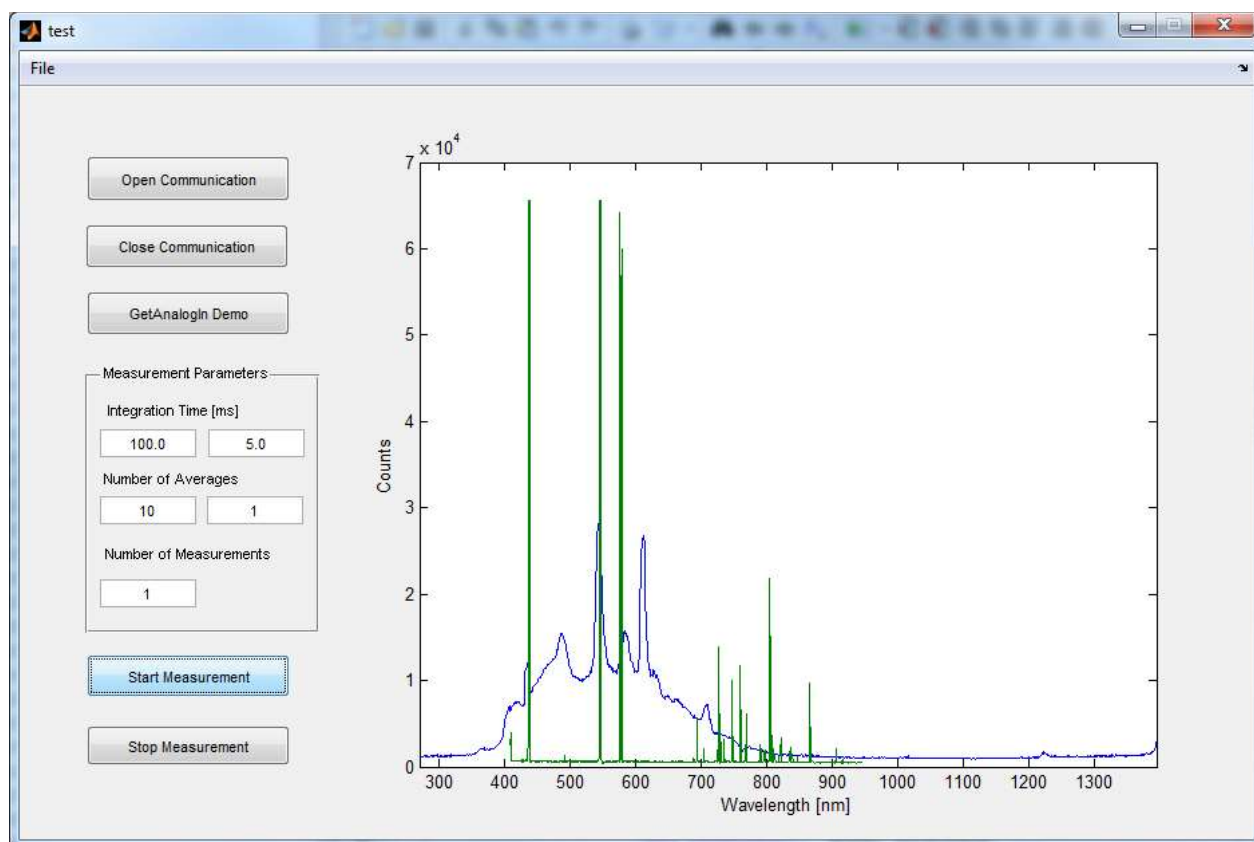 test
File
Open Communication
Close Communication
GetAnalogIn Demo
Measurement Parameters
Integration Time [ms]
100.0 5.0
Number of Averages
10 1
Number of Measurements
1
Start Measurement
Stop Measurement
x 10^4
7
6
5
4
3
2
1
0
Counts
300 400 500 600 700 800 900 1000 1100 1200 1300
Wavelength [nm]